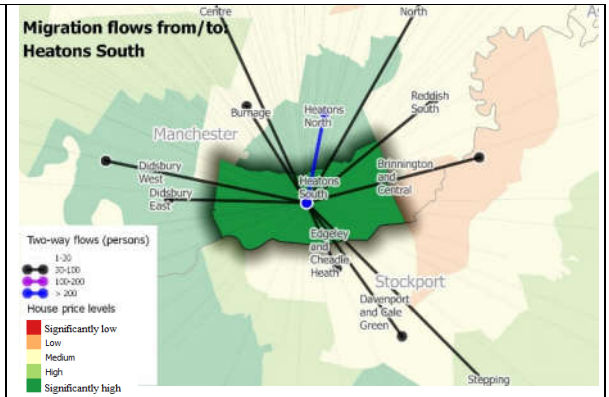 Centre
North
Migration flows from/to:
Heatons South
Burnage
Heatons
North
Reddish
South
Manchester
Didsbury
West
Brinnington
and
Central
Heatons
South
Didsbury
East
Edgeley
and
Cheadle
Heath
Stockport
Davenport
and Cale
Green
Stepping
Two-way flows (persons)
1-30
30-100
100-200
> 200
House price levels
Significantly low
Low
Medium
High
Significantly high